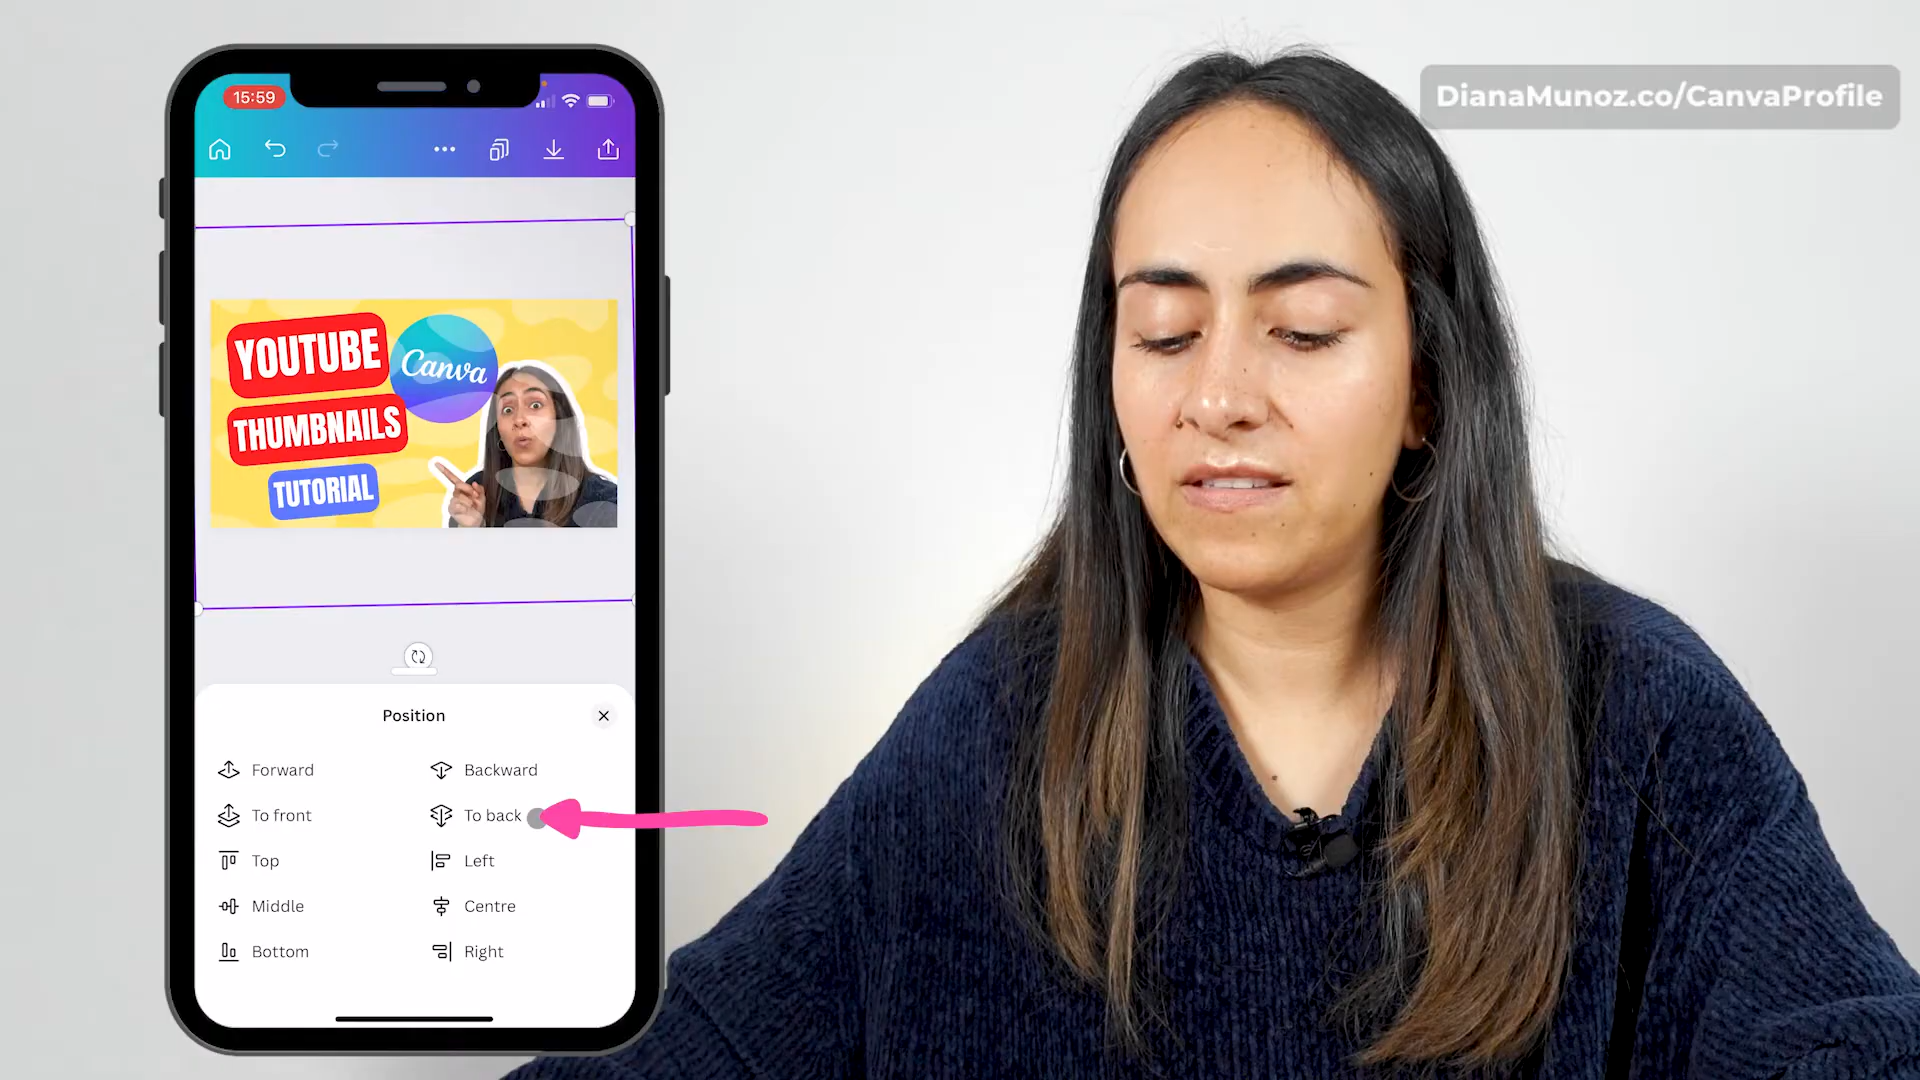 DianaMunoz.co/CanvaProfile
15:59
YOUTUBE
Canva
THUMBNAILS
TUTORIAL
Position
Forward
Backward
To front
To back
Top
Left
Middle
Centre
Bottom
Right